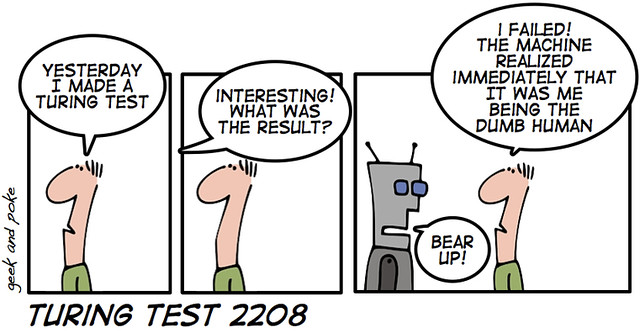 YESTERDAY
I MADE A
TURING TEST
INTERESTING!
WHAT WAS
THE RESULT?
I FAILED!
THE MACHINE
REALIZED
IMMEDIATELY THAT
IT WAS ME
BEING THE
DUMB HUMAN
BEAR
UP!
geek and poke
TURING TEST 2208